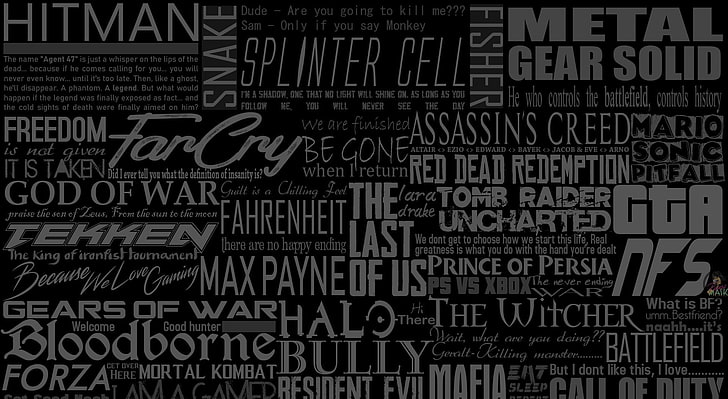 HITMAN
The name "Agent 47" is just a whisper on the lips of the
dead... because if he comes calling for you... you will
never even know... until it's too late. Then, like a ghost,
he'll disappear. A phantom. A legend. But what would
happen if the legend was finally exposed as fact... and
the cold sights of death were finally aimed on him?
SNAKE
Dude - Are you going to kill me???
Sam - Only if you say Monkey
SPLINTER CELL
I'M A SHADOW, ONE THAT NO LIGHT WILL SHINE ON. AS LONG AS YOU
FOLLOW ME, YOU WILL NEVER SEE THE DAY
FISHER
METAL
GEAR SOLID
He who controls the battlefield, controls history
FREEDOM
is not given
IT IS TAKEN
FarCry
Did I ever tell you what the definition of insanity is?
We are finished
BE GONE
when I return
ASSASSIN'S CREED
ALTAIR <> EZIO <> EDWARD <> BAYEK <> JACOB & EVE <> ARNO
RED DEAD REDEMPTION
MARIO
SONIC
PITFALL
GOD OF WAR
praise the son of Zeus, From the sun to the moon
Guilt is a Chilling Feel
FAHRENHEIT
there are no happy ending
THE
LAST
OF US
lara
drake
TOMB RAIDER
UNCHARTED
We dont get to choose how we start this life, Real
greatness is what you do with the hand you're dealt
GTA
TEKKEN
The King of iron fist tournament
Because We Love Gaming
MAX PAYNE
PRINCE OF PERSIA
PS VS XBOX
The never ending
WAR
NFS
MAIK
GEARS OF WAR
Welcome
Good hunter
Bloodborne
HALO
Hi
There
THE WITCHER
Wait, what are you doing??
Geralt-Killing monster.......
What is BF?
umm..Bestfriend?
naahh....it's
BATTLEFIELD
FORZA
GET OVER
HERE
MORTAL KOMBAT
BULLY
I AM A GAMER
RESIDENT EVIL
MAFIA
EAT
SLEEP
But I dont like this, I love...........
CALL OF DUTY